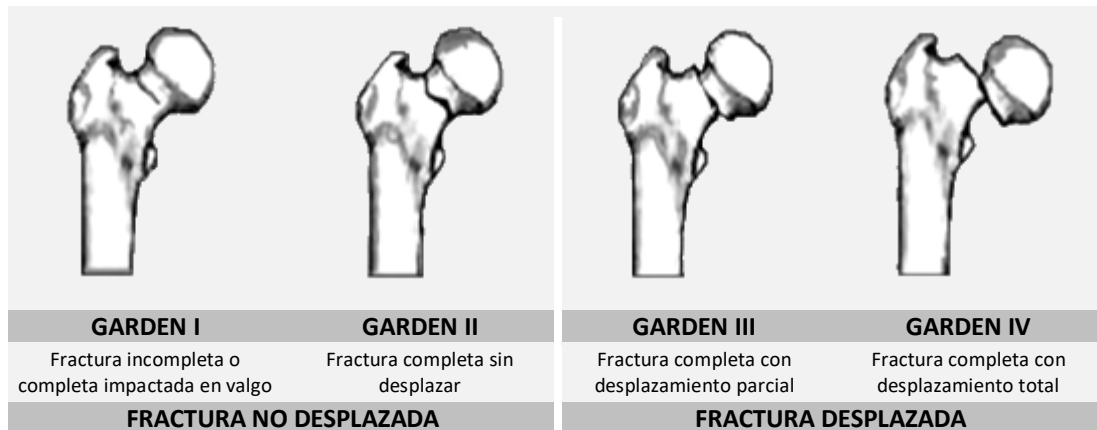 GARDEN I
GARDEN II
GARDEN III
GARDEN IV
Fractura incompleta o
completa impactada en valgo
Fractura completa sin
desplazar
Fractura completa con
desplazamiento parcial
Fractura completa con
desplazamiento total
FRACTURA NO DESPLAZADA
FRACTURA DESPLAZADA